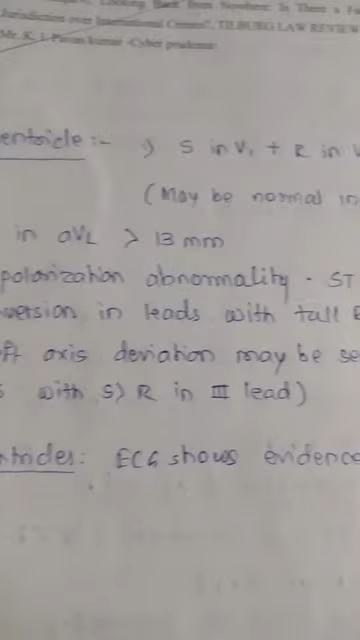 Jurisdiction over International Crimes", TILBURG LAW REVIEW
Mr. K. J. Pavan kumar -Cyber
entricle :- 1) S in V1 + R in V
(May be normal in
in aVL > 13 mm
polarization abnormality. ST
version in leads with tall R
ft axis deviation may be se
s with S > R in III lead)
ntricles: ECG shows evidence